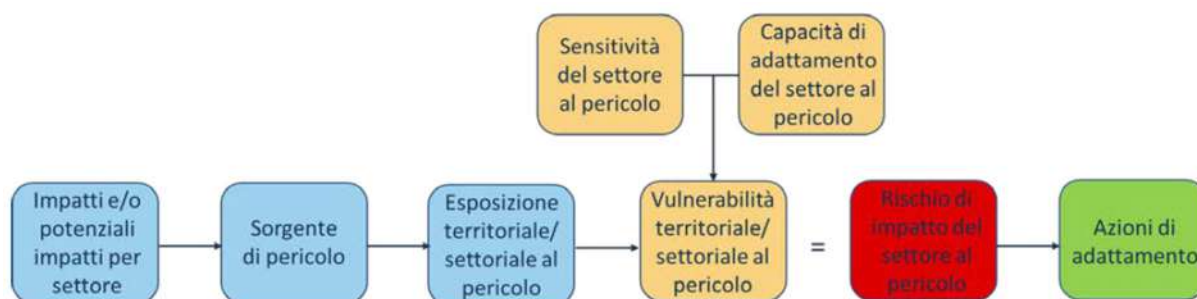 Sensitività
del settore
al pericolo
Capacità di
adattamento
del settore al
pericolo
Impatti e/o
potenziali
impatti per
settore
Sorgente
di pericolo
Esposizione
territoriale/
settoriale al
pericolo
Vulnerabilità
territoriale/
settoriale al
pericolo
=
Rischio di
impatto del
settore al
pericolo
Azioni di
adattamento